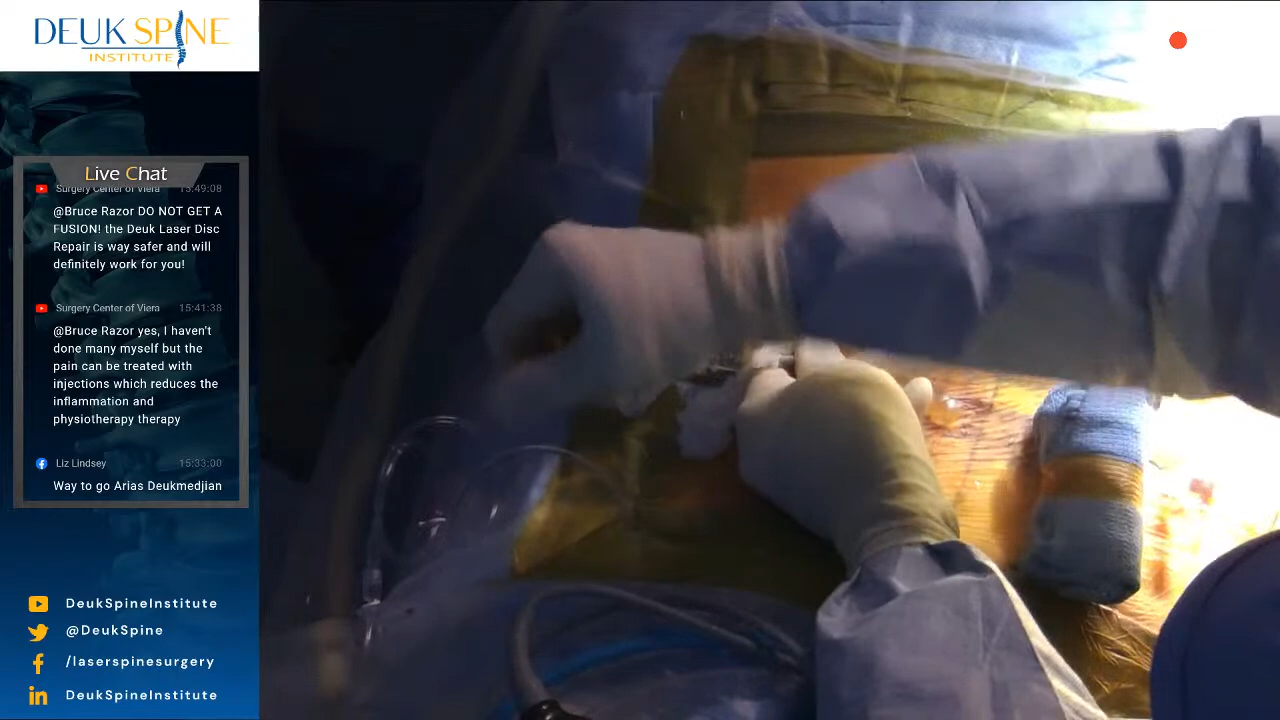 DEUK SPINE
INSTITUTE
Live Chat
Surgery Center of Viera 15:49:08
@Bruce Razor DO NOT GET A
FUSION! the Deuk Laser Disc
Repair is way safer and will
definitely work for you!
Surgery Center of Viera 15:41:38
@Bruce Razor yes, I haven't
done many myself but the
pain can be treated with
injections which reduces the
inflammation and
physiotherapy therapy
Liz Lindsey 15:33:00
Way to go Arias Deukmedjian
DeukSpineInstitute
@DeukSpine
/laserspinesurgery
DeukSpineInstitute